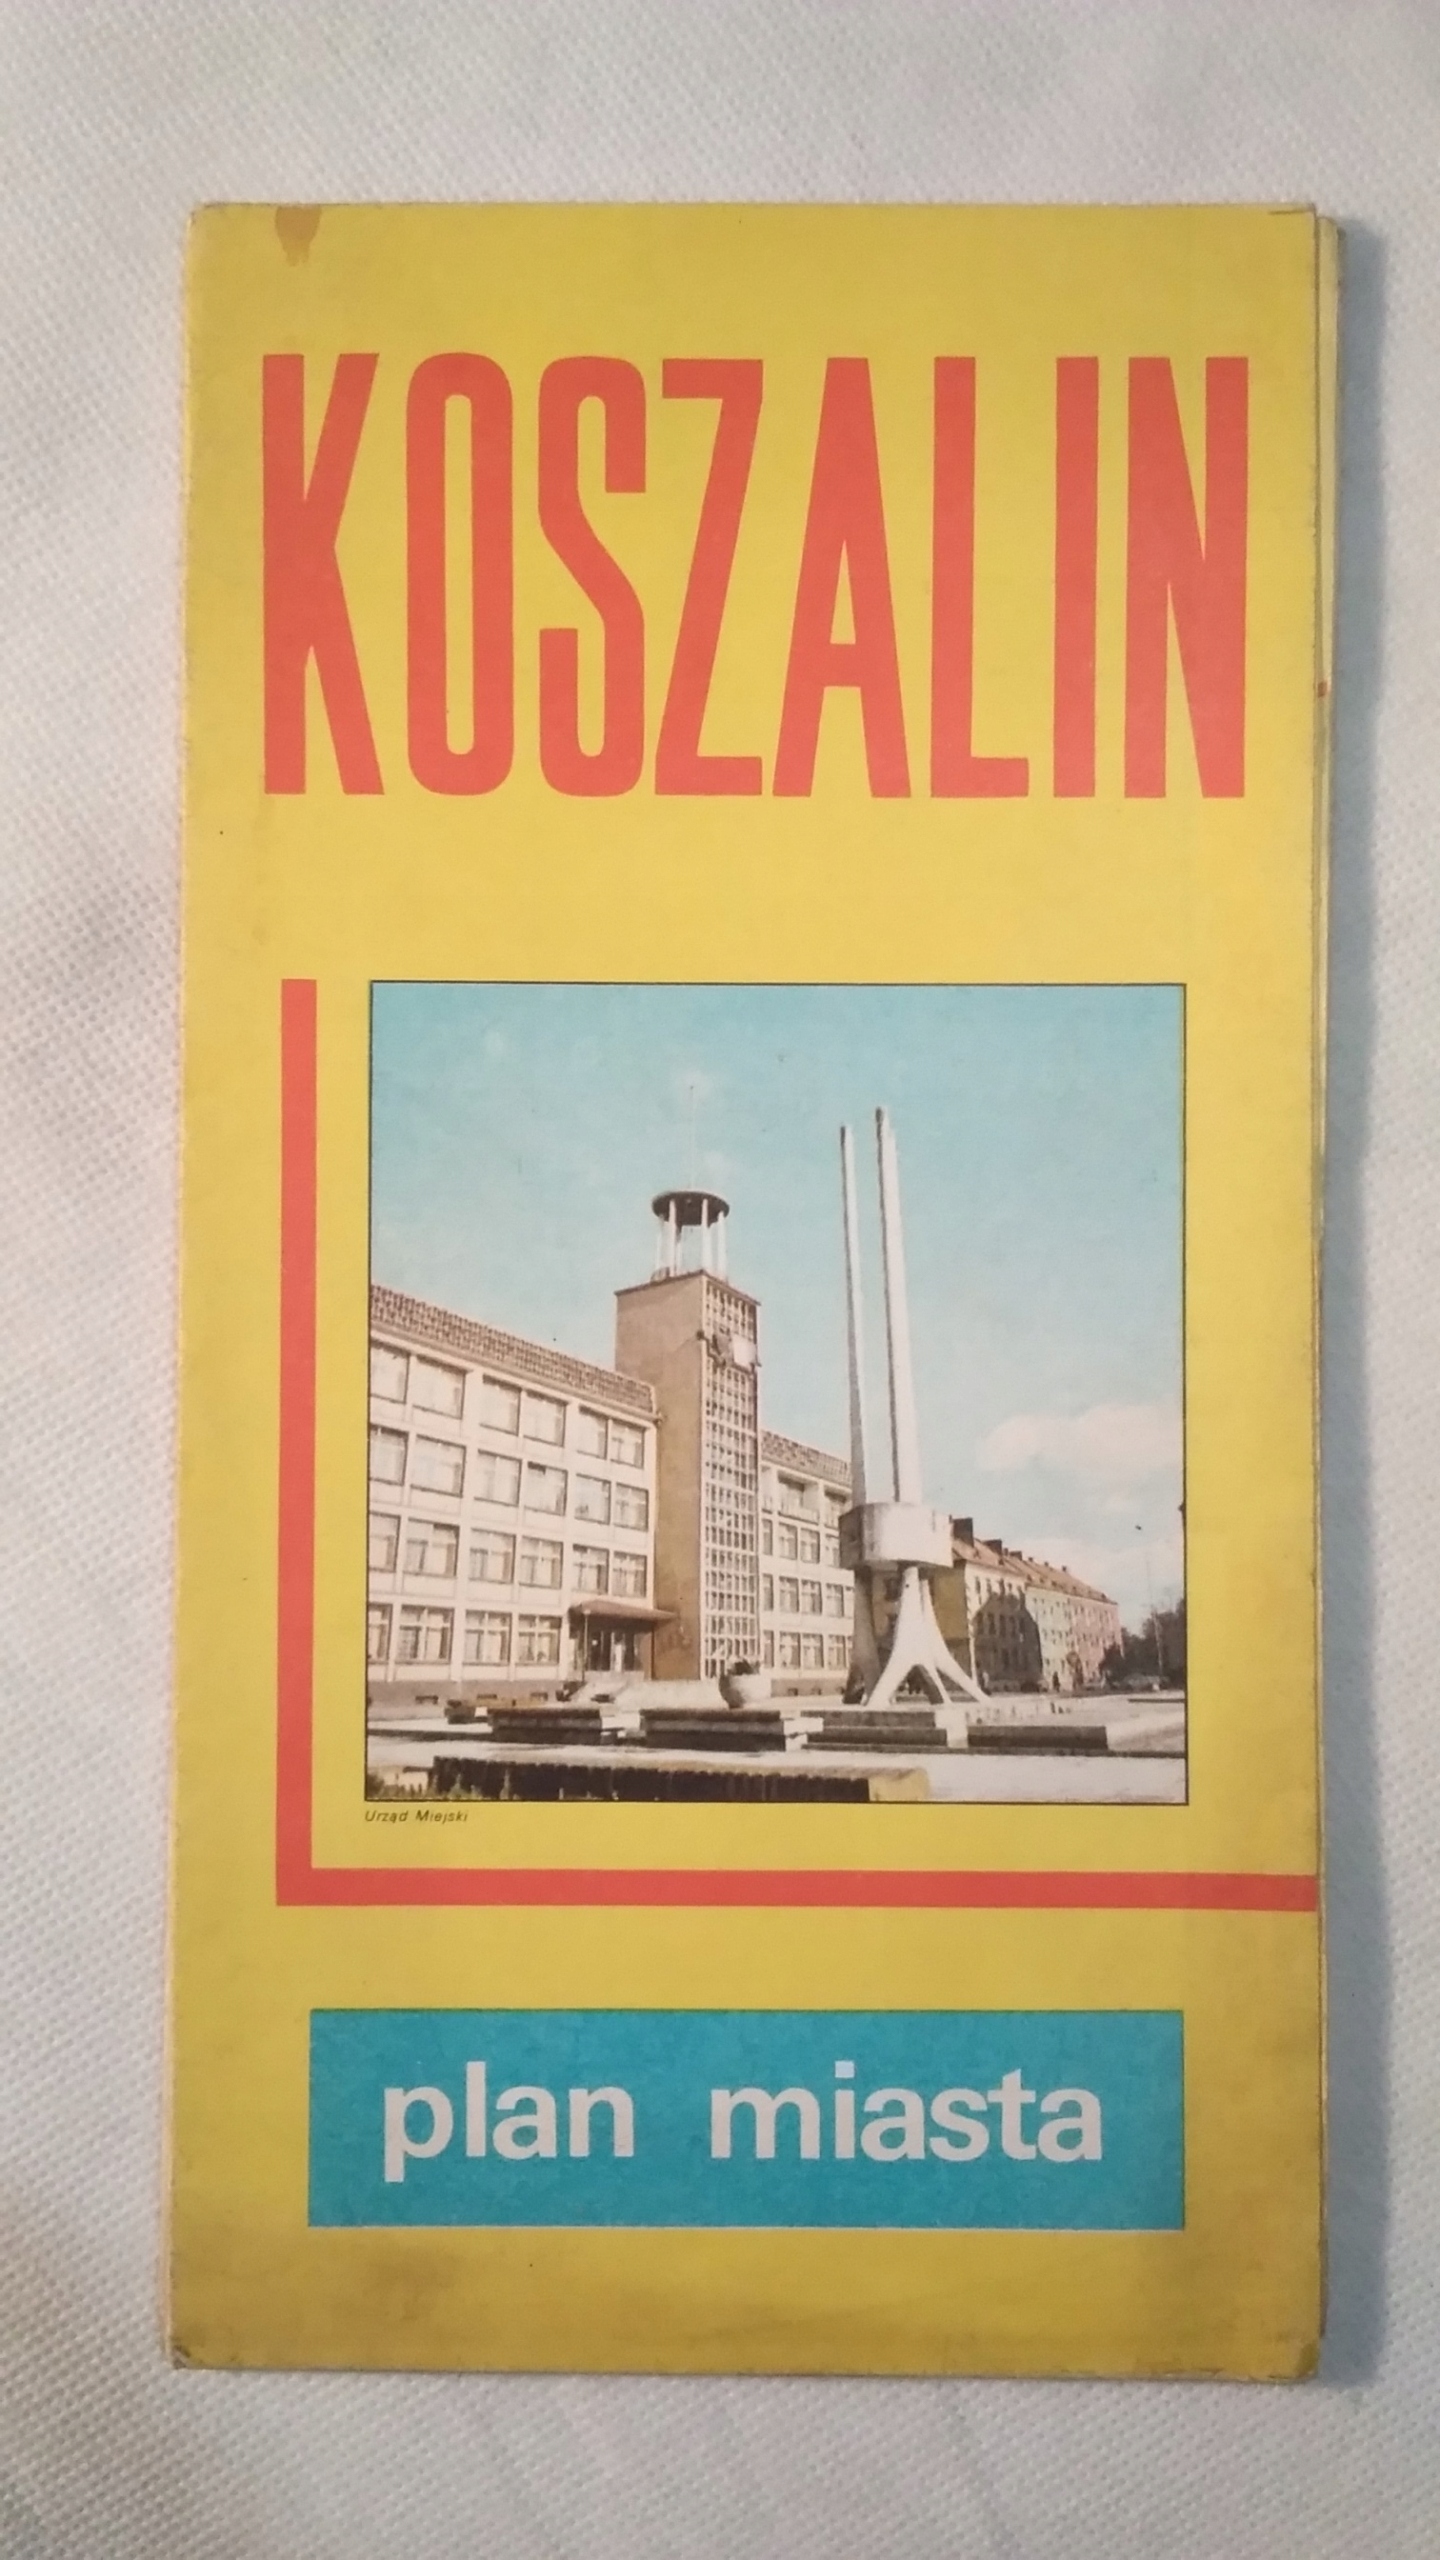 KOSZALIN
Urząd Miejski
plan miasta